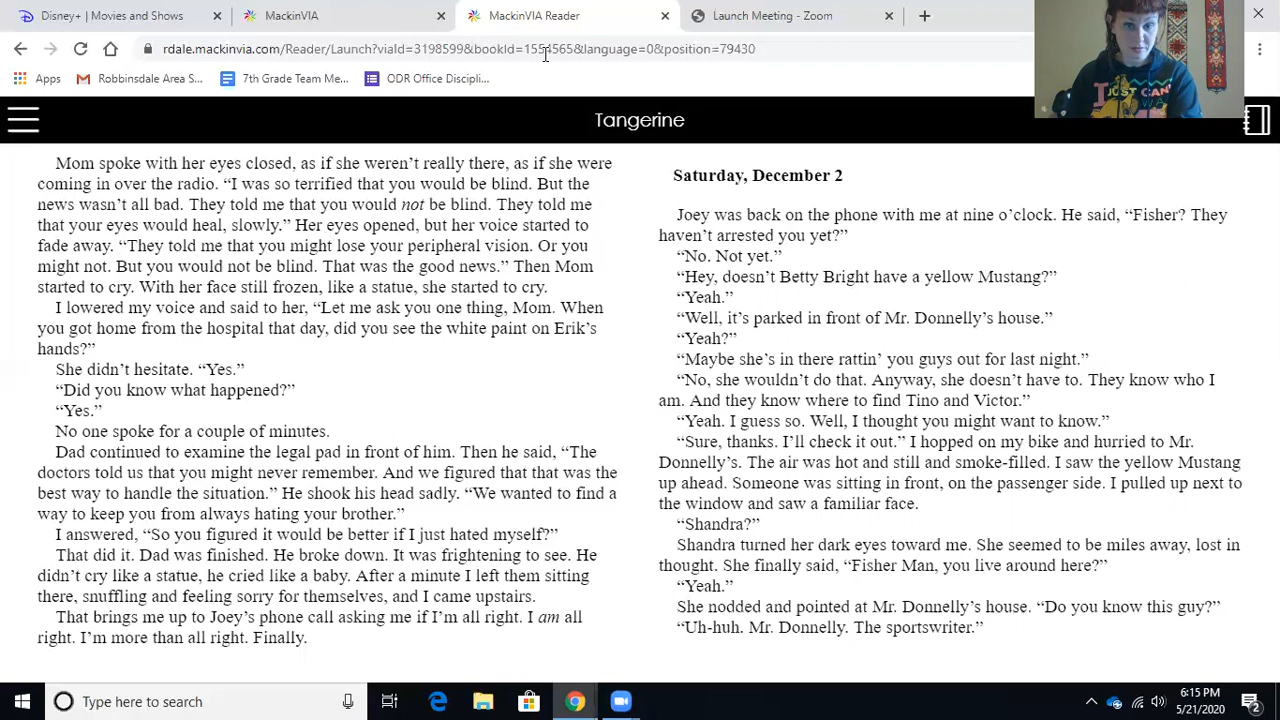 Disney+ | Movies and Shows
MackinVIA
MackinVIA Reader
Launch Meeting - Zoom
rdale.mackinvia.com/Reader/Launch?viaId=3198599&bookId=1554565&language=0&position=79430
Apps
Robbinsdale Area S...
7th Grade Team Me...
ODR Office Discipli...
I JUST CAN'
WA
Tangerine
Mom spoke with her eyes closed, as if she weren't really there, as if she were
coming in over the radio. “I was so terrified that you would be blind. But the
news wasn't all bad. They told me that you would not be blind. They told me
that your eyes would heal, slowly.” Her eyes opened, but her voice started to
fade away. “They told me that you might lose your peripheral vision. Or you
might not. But you would not be blind. That was the good news.” Then Mom
started to cry. With her face still frozen, like a statue, she started to cry.
I lowered my voice and said to her, “Let me ask you one thing, Mom. When
you got home from the hospital that day, did you see the white paint on Erik's
hands?”
She didn't hesitate. “Yes.”
“Did you know what happened?”
“Yes.”
No one spoke for a couple of minutes.
Dad continued to examine the legal pad in front of him. Then he said, “The
doctors told us that you might never remember. And we figured that that was the
best way to handle the situation.” He shook his head sadly. “We wanted to find a
way to keep you from always hating your brother.”
I answered, “So you figured it would be better if I just hated myself?”
That did it. Dad was finished. He broke down. It was frightening to see. He
didn't cry like a statue, he cried like a baby. After a minute I left them sitting
there, snuffling and feeling sorry for themselves, and I came upstairs.
That brings me up to Joey's phone call asking me if I'm all right. I am all
right. I'm more than all right. Finally.
Saturday, December 2
Joey was back on the phone with me at nine o'clock. He said, “Fisher? They
haven't arrested you yet?”
“No. Not yet.”
“Hey, doesn't Betty Bright have a yellow Mustang?”
“Yeah.”
“Well, it's parked in front of Mr. Donnelly's house.”
“Yeah?”
“Maybe she's in there rattin' you guys out for last night.”
“No, she wouldn't do that. Anyway, she doesn't have to. They know who I
am. And they know where to find Tino and Victor.”
“Yeah. I guess so. Well, I thought you might want to know.”
“Sure, thanks. I'll check it out.” I hopped on my bike and hurried to Mr.
Donnelly's. The air was hot and still and smoke-filled. I saw the yellow Mustang
up ahead. Someone was sitting in front, on the passenger side. I pulled up next to
the window and saw a familiar face.
“Shandra?”
Shandra turned her dark eyes toward me. She seemed to be miles away, lost in
thought. She finally said, “Fisher Man, you live around here?”
“Yeah.”
She nodded and pointed at Mr. Donnelly's house. “Do you know this guy?”
“Uh-huh. Mr. Donnelly. The sportswriter.”
Type here to search
6:15 PM
5/21/2020
2